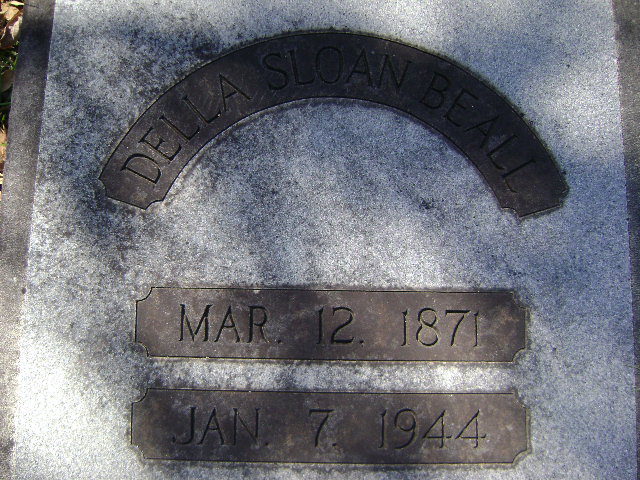 DELLA SLOAN BEALL
MAR. 12. 1871
JAN. 7. 1944